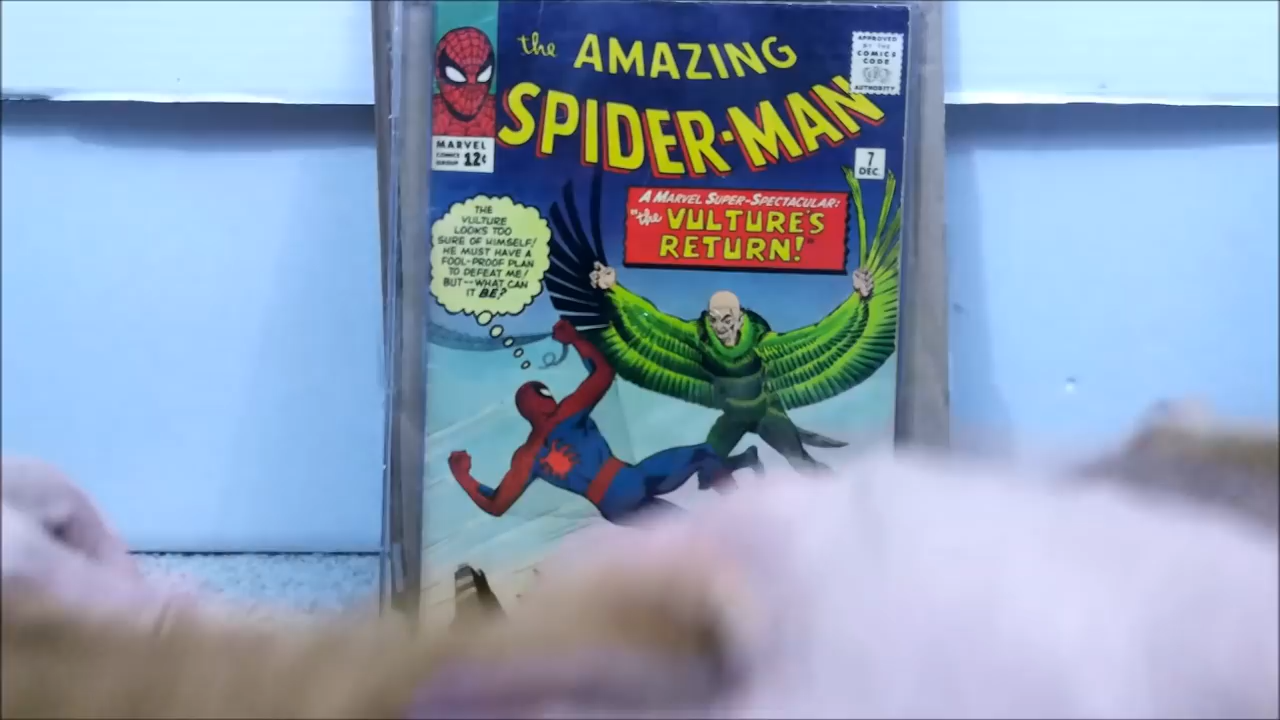 the AMAZING
SPIDER-MAN
APPROVED
BY THE
COMICS
CODE
AUTHORITY
MARVEL
COMICS
GROUP
12¢
7
DEC.
A MARVEL SUPER-SPECTACULAR:
"the VULTURE'S
RETURN!"
THE
VULTURE
LOOKS TOO
SURE OF HIMSELF!
HE MUST HAVE A
FOOL-PROOF PLAN
TO DEFEAT ME!
BUT--WHAT CAN
IT BE?